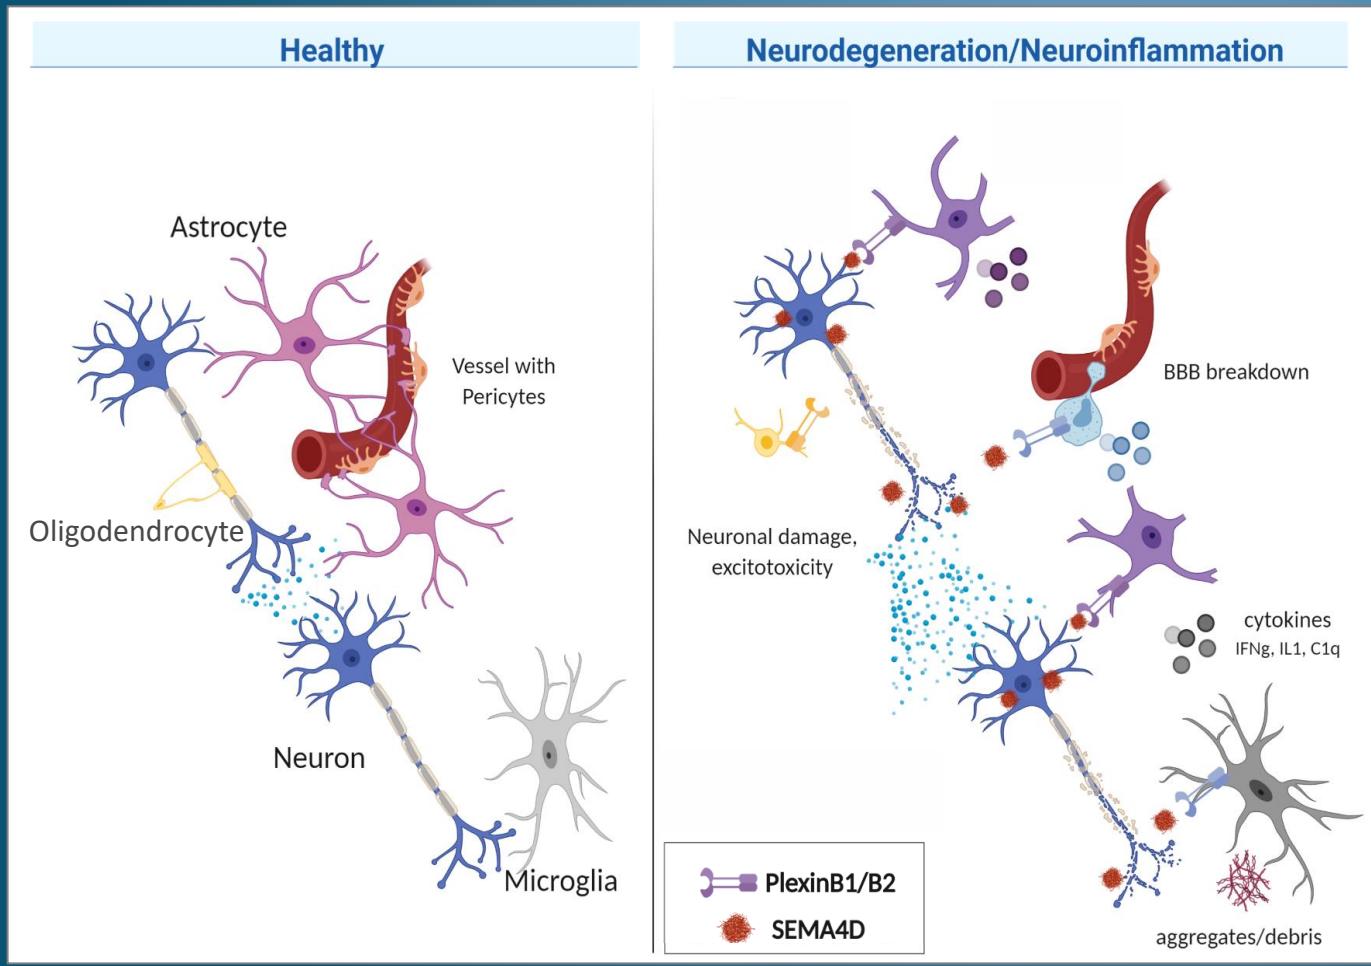 Healthy
Astrocyte
Vessel with
Pericytes
Oligodendrocyte
Neuron
Microglia
Neurodegeneration/Neuroinflammation
BBB breakdown
Neuronal damage,
excitotoxicity
cytokines
IFNg, IL1, C1q
aggregates/debris
PlexinB1/B2
SEMA4D